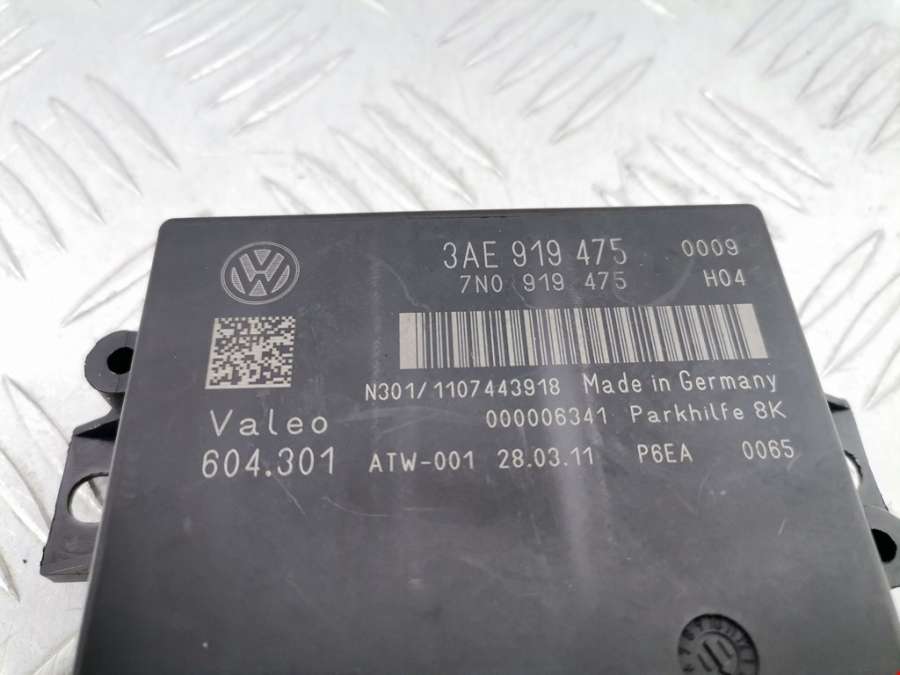 3AE 919 475 0009
7N0 919 475 H04
N301/1107443918 Made in Germany
Valeo 000006341 Parkhilfe 8K
604.301 ATW-001 28.03.11 P6EA 0065